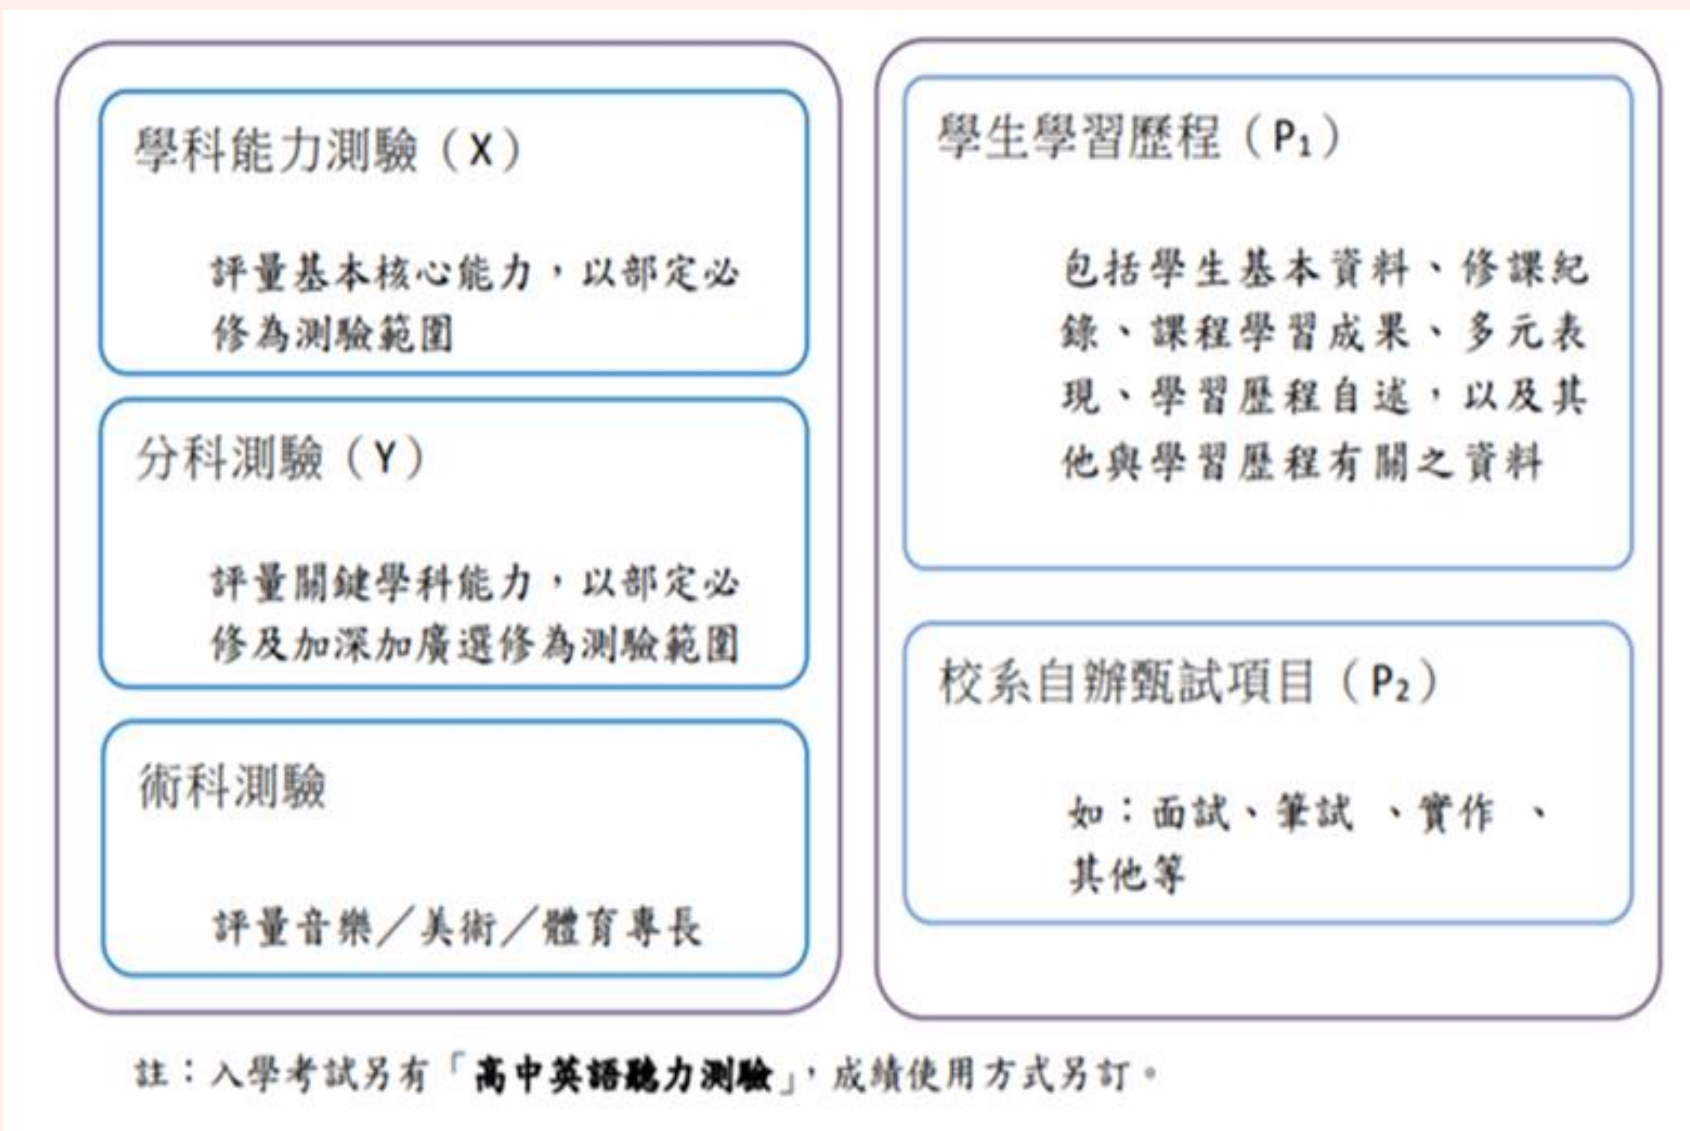 學科能力測驗（X）
評量基本核心能力，以部定必
修為測驗範圍
分科測驗（Y）
評量關鍵學科能力，以部定必
修及加深加廣選修為測驗範圍
術科測驗
評量音樂／美術／體育專長
學生學習歷程（P₁）
包括學生基本資料、修課紀
錄、課程學習成果、多元表
現、學習歷程自述，以及其
他與學習歷程有關之資料
校系自辦甄試項目（P₂）
如：面試、筆試 、實作 、
其他等
註：入學考試另有「高中英語聽力測驗」，成績使用方式另訂。